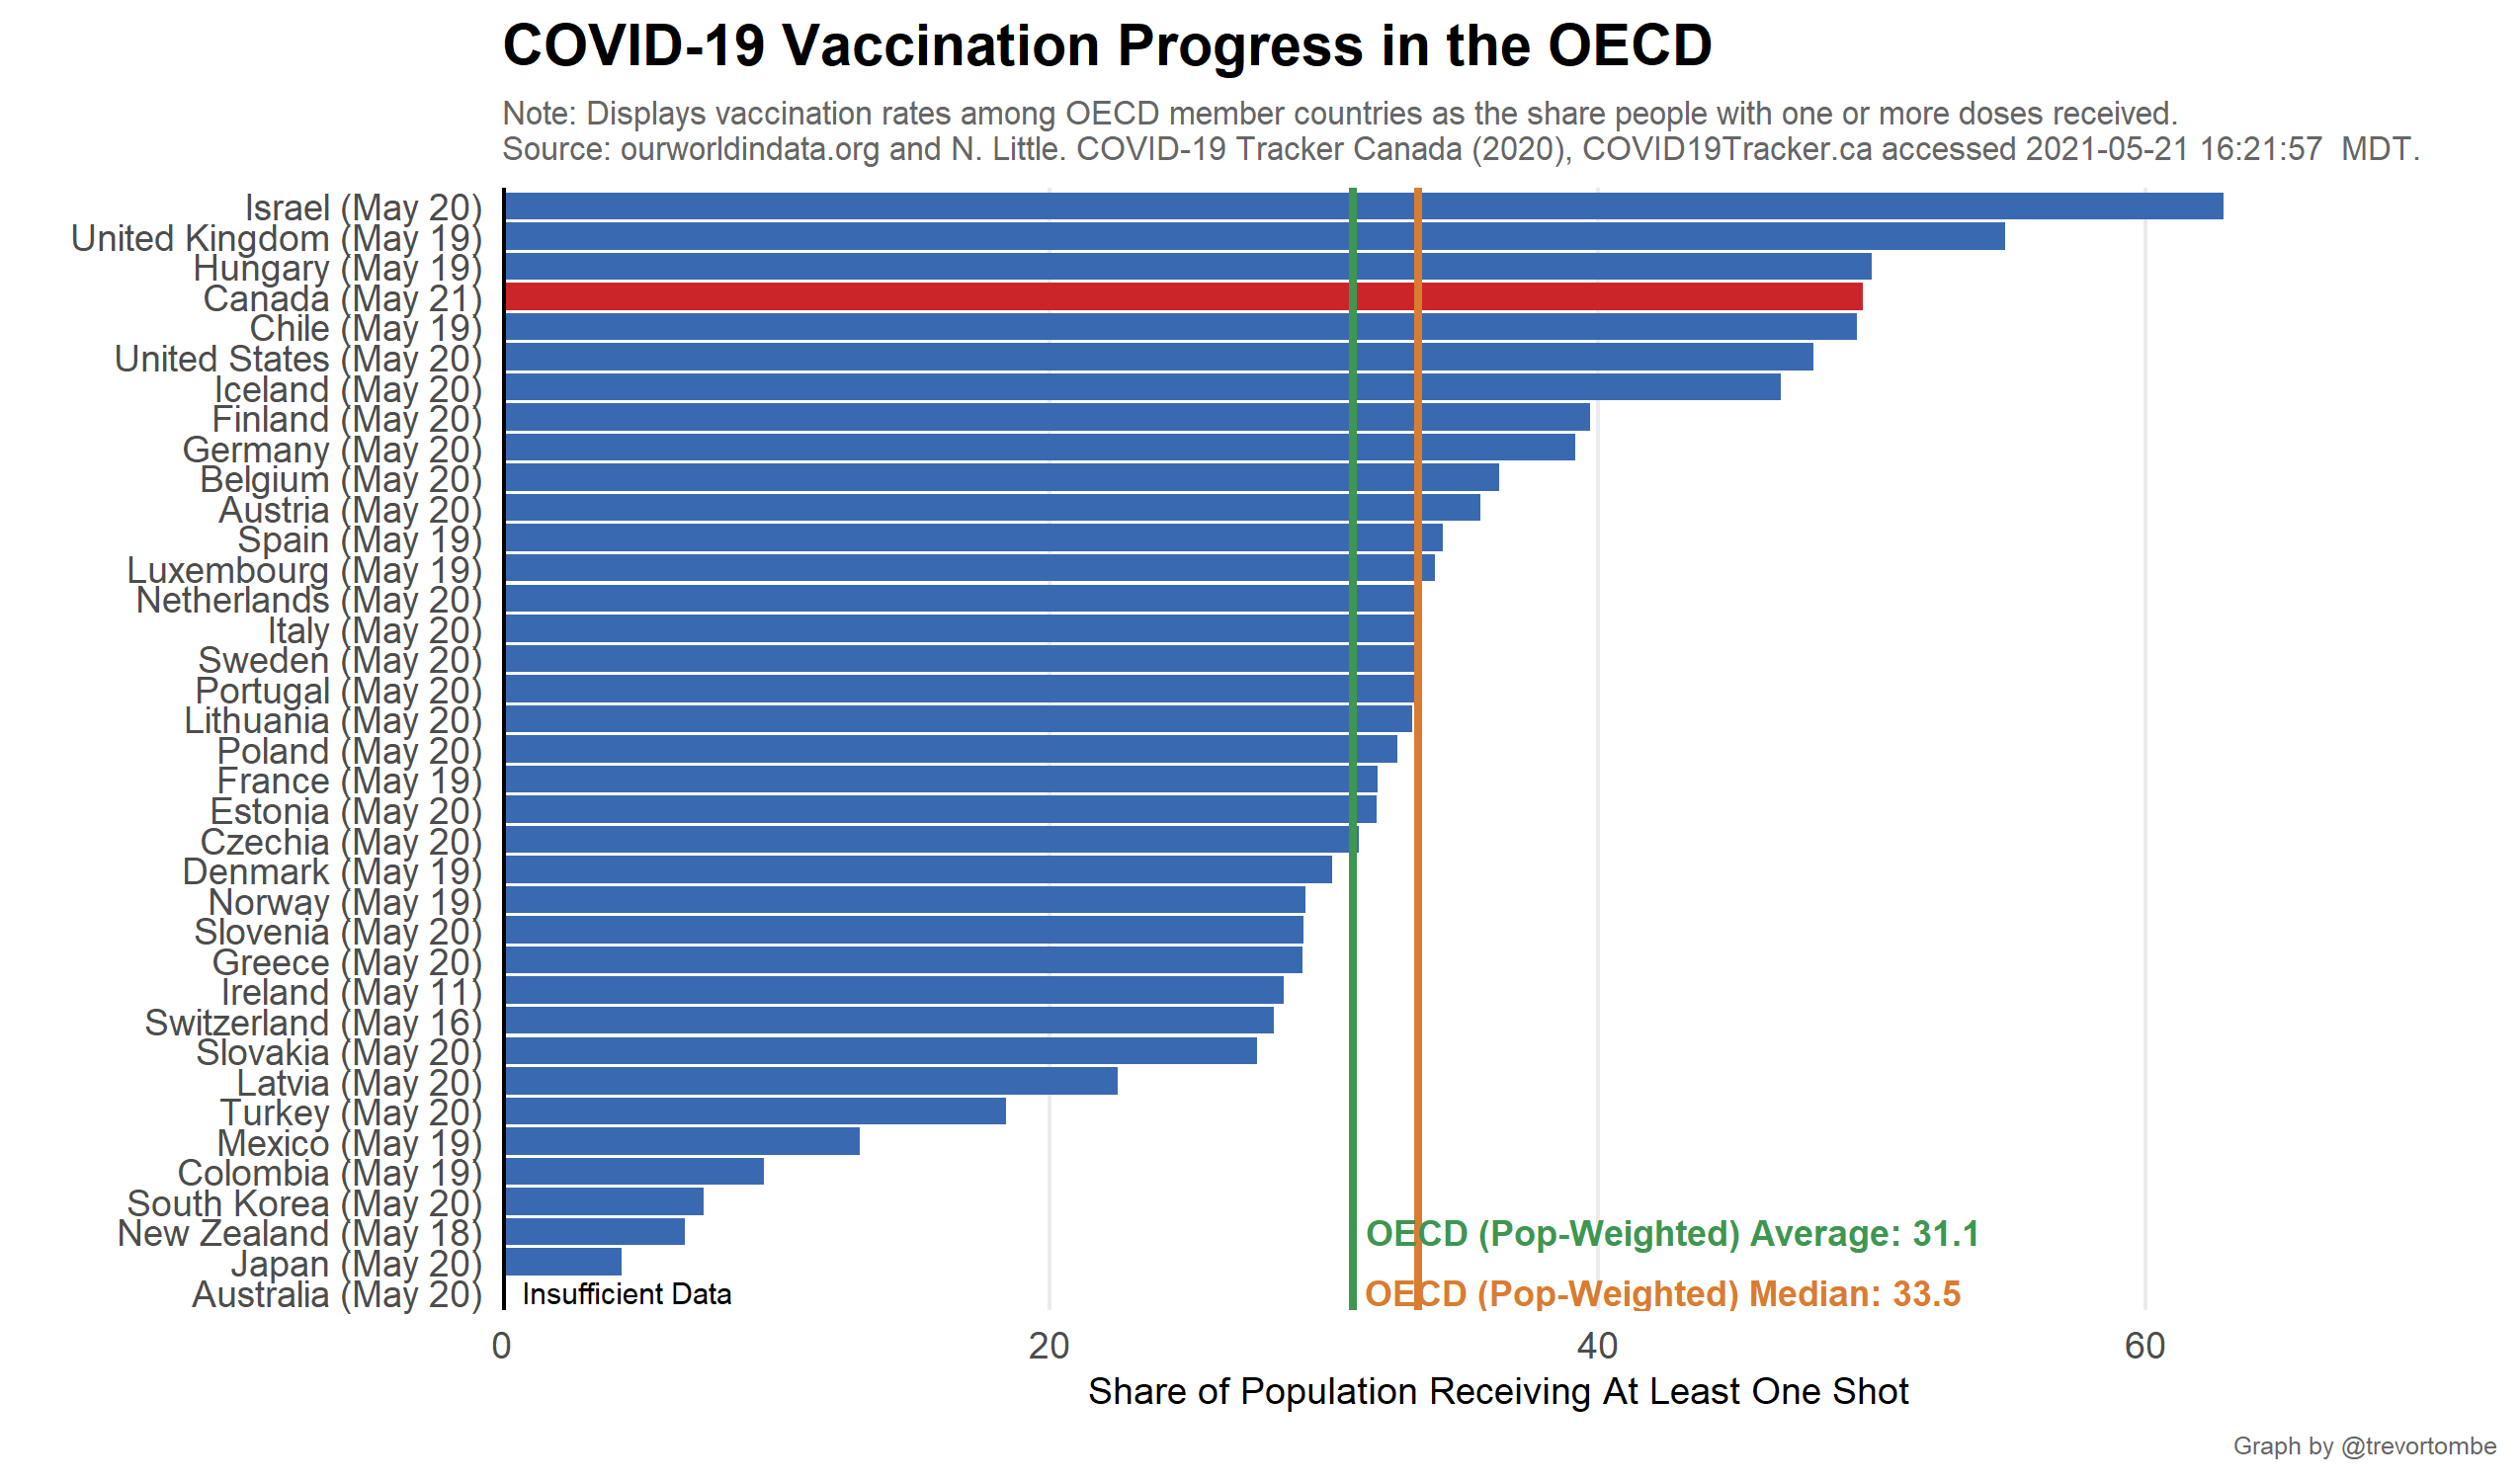 COVID-19 Vaccination Progress in the OECD
Note: Displays vaccination rates among OECD member countries as the share people with one or more doses received.
Source: ourworldindata.org and N. Little. COVID-19 Tracker Canada (2020), COVID19Tracker.ca accessed 2021-05-21 16:21:57  MDT.
Israel (May 20)
United Kingdom (May 19)
Hungary (May 19)
Canada (May 21)
Chile (May 19)
United States (May 20)
Iceland (May 20)
Finland (May 20)
Germany (May 20)
Belgium (May 20)
Austria (May 20)
Spain (May 19)
Luxembourg (May 19)
Netherlands (May 20)
Italy (May 20)
Sweden (May 20)
Portugal (May 20)
Lithuania (May 20)
Poland (May 20)
France (May 19)
Estonia (May 20)
Czechia (May 20)
Denmark (May 19)
Norway (May 19)
Slovenia (May 20)
Greece (May 20)
Ireland (May 11)
Switzerland (May 16)
Slovakia (May 20)
Latvia (May 20)
Turkey (May 20)
Mexico (May 19)
Colombia (May 19)
South Korea (May 20)
New Zealand (May 18) OECD (Pop-Weighted) Average: 31.1
Japan (May 20)
Australia (May 20) Insufficient Data OECD (Pop-Weighted) Median: 33.5
0 20 40 60
Share of Population Receiving At Least One Shot
Graph by @trevortombe